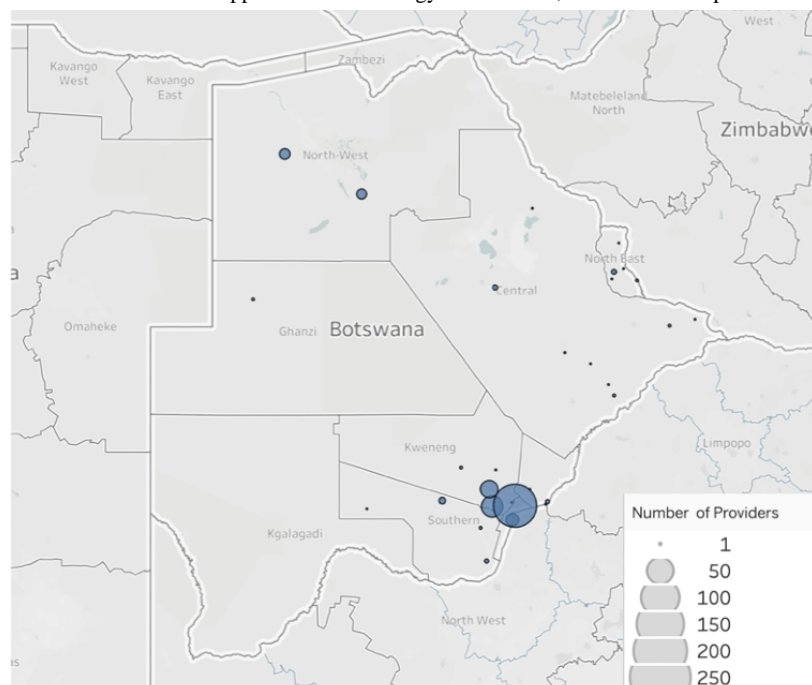 West
Kavango
West
Kavango
East
Zambezi
Matebeleland
North
Zimbabw
North-West
North East
Central
Omaheke
Ghanzi
Botswana
Kweneng
Limpopo
Southern
Kgalagadi
North West
Number of Providers
1
50
100
150
200
250